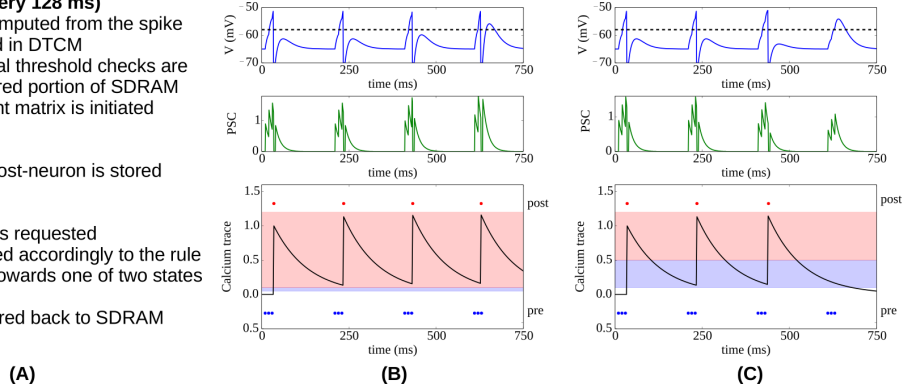 ery 128 ms)
mputed from the spike
d in DTCM
al threshold checks are
red portion of SDRAM
nt matrix is initiated
ost-neuron is stored
s requested
ed accordingly to the rule
owards one of two states
red back to SDRAM
(A)
V (mV)
−50
−60
−70
0 250 500 750
time (ms)
PSC
1
0
0 250 500 750
time (ms)
Calcium trace
1.5
1.0
0.5
0.0
0.5
post
pre
0 250 500 750
time (ms)
(B)
V (mV)
−50
−60
−70
0 250 500 750
time (ms)
PSC
1
0
0 250 500 750
time (ms)
Calcium trace
1.5
1.0
0.5
0.0
0.5
post
pre
0 250 500 750
time (ms)
(C)